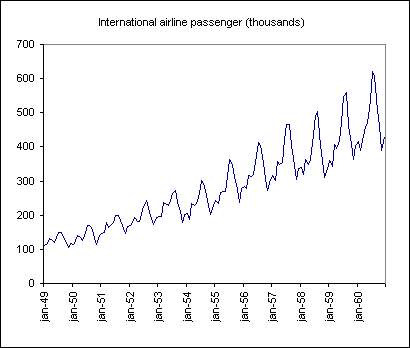 International airline passenger (thousands)
700
600
500
400
300
200
100
0
jan-49
jan-50
jan-51
jan-52
jan-53
jan-54
jan-55
jan-56
jan-57
jan-58
jan-59
jan-60